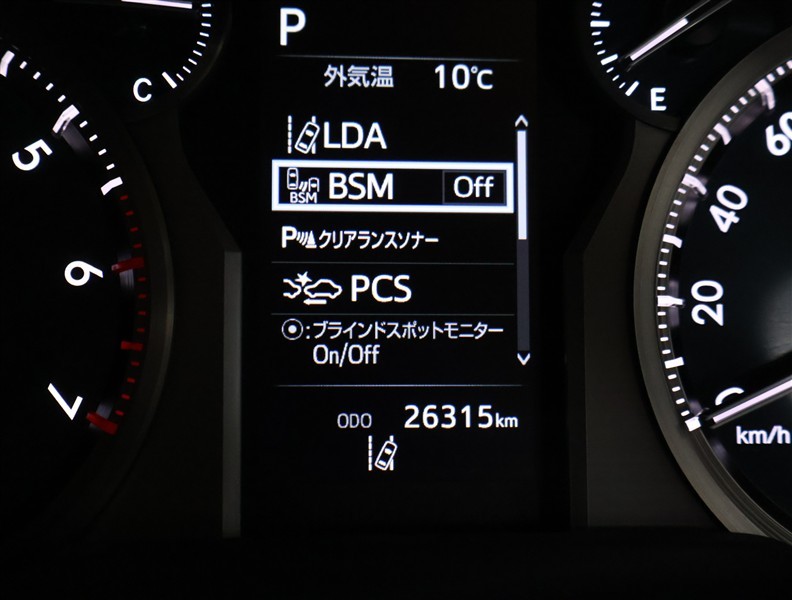 P
外気温 10℃
C
E
LDA
BSM
BSM Off
P クリアランスソナー
PCS
:ブラインドスポットモニター
On/Off
ODO 26315km
5
6
7
60
40
20
0
km/h